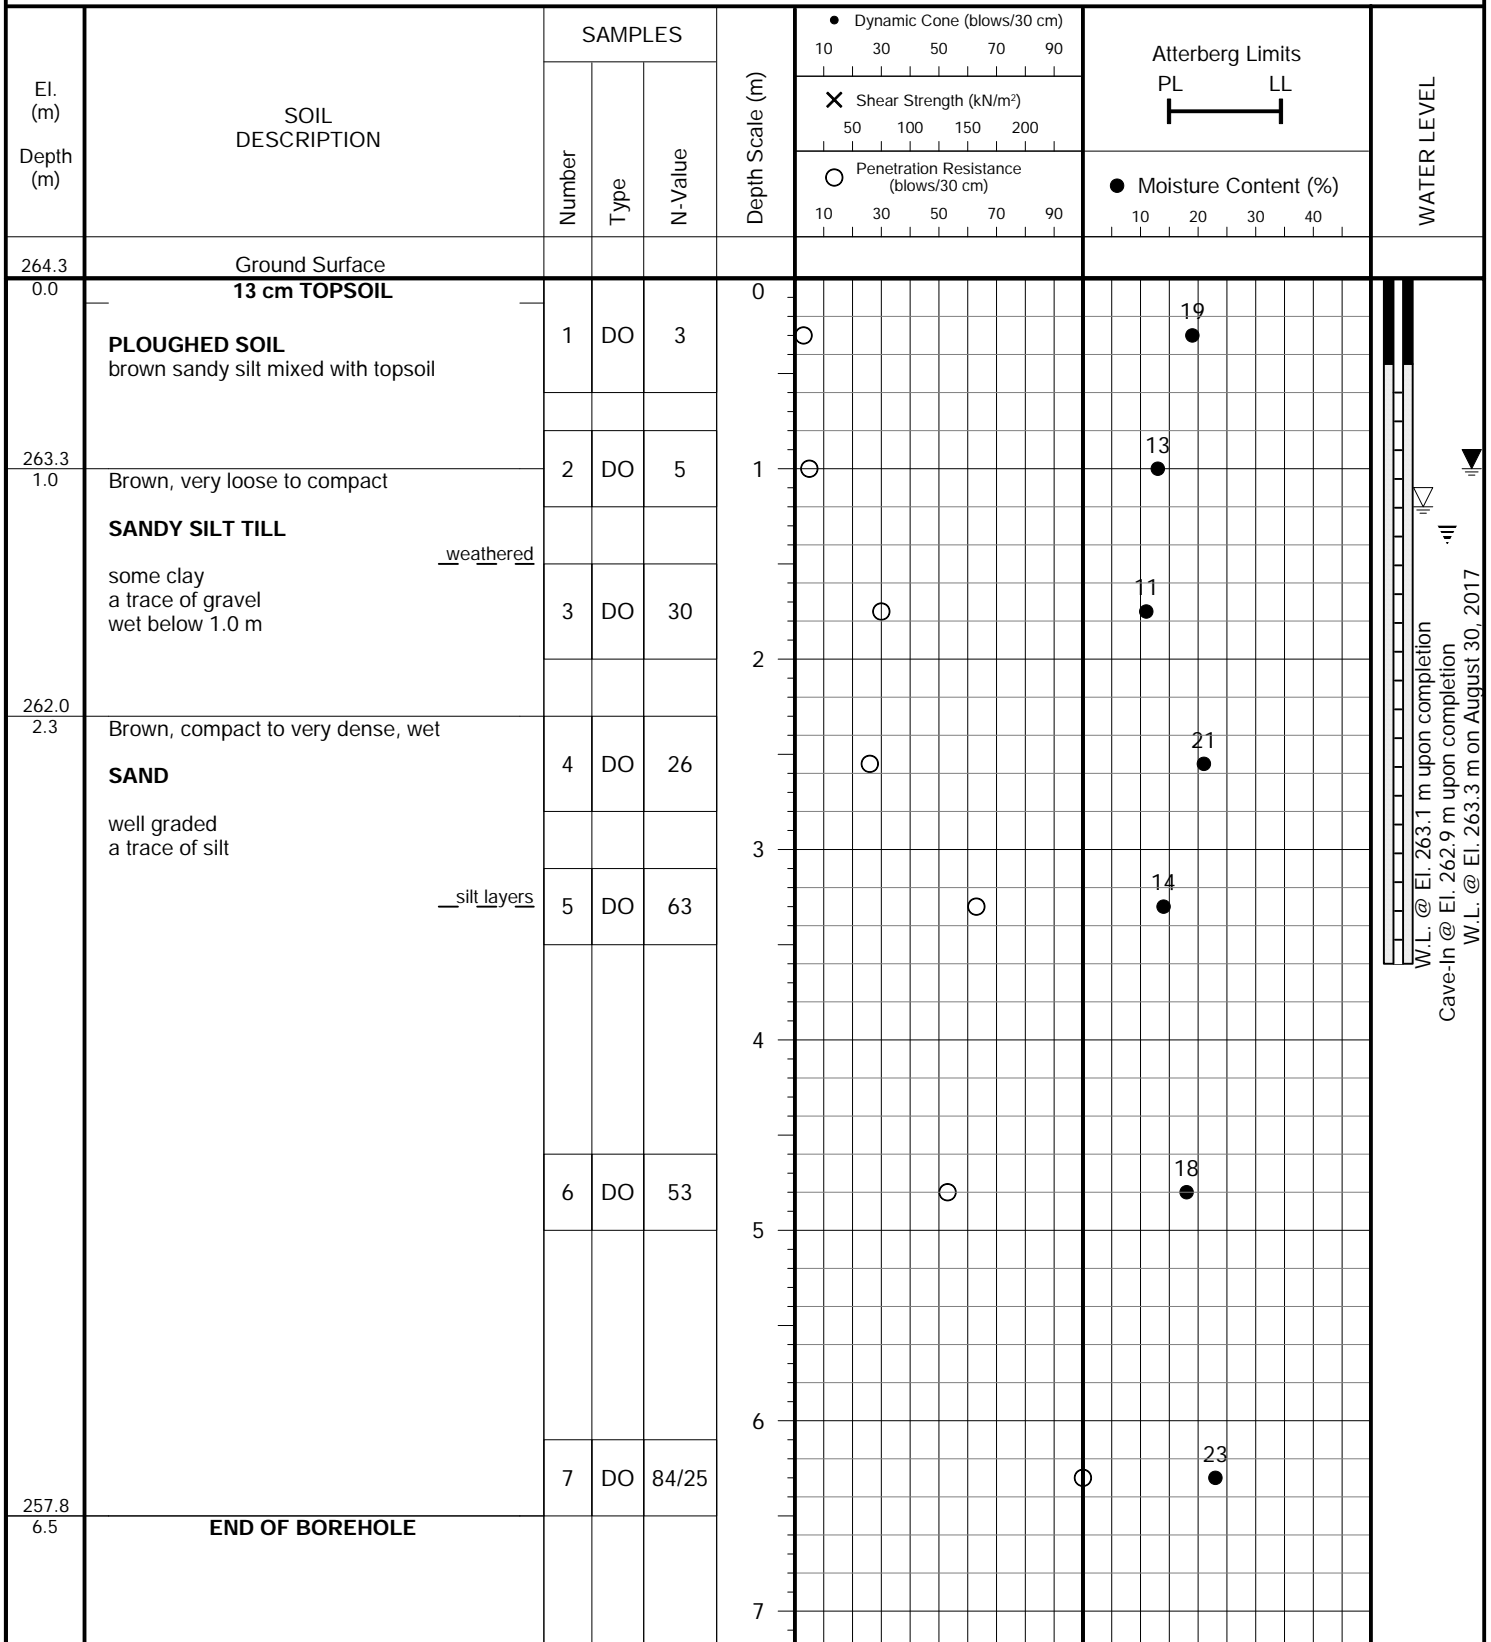 El.
(m)
Depth
(m)
SOIL
DESCRIPTION
SAMPLES
Number
Type
N-Value
Depth Scale (m)
Dynamic Cone (blows/30 cm)
10 30 50 70 90
Shear Strength (kN/m²)
50 100 150 200
Penetration Resistance
(blows/30 cm)
10 30 50 70 90
Atterberg Limits
PL LL
Moisture Content (%)
10 20 30 40
WATER LEVEL
264.3 Ground Surface
0.0 13 cm TOPSOIL 0
PLOUGHED SOIL
brown sandy silt mixed with topsoil
1 DO 3 19
263.3
1.0 Brown, very loose to compact
2 DO 5 1 13
SANDY SILT TILL
weathered
some clay
a trace of gravel
wet below 1.0 m
3 DO 30 11
2
262.0
2.3 Brown, compact to very dense, wet
SAND
4 DO 26 21
well graded
a trace of silt
3
silt layers 5 DO 63 14
4
6 DO 53 18
5
6
7 DO 84/25 23
257.8
6.5 END OF BOREHOLE
7
W.L. @ El. 263.1 m upon completion
Cave-In @ El. 262.9 m upon completion
W.L. @ El. 263.3 m on August 30, 2017